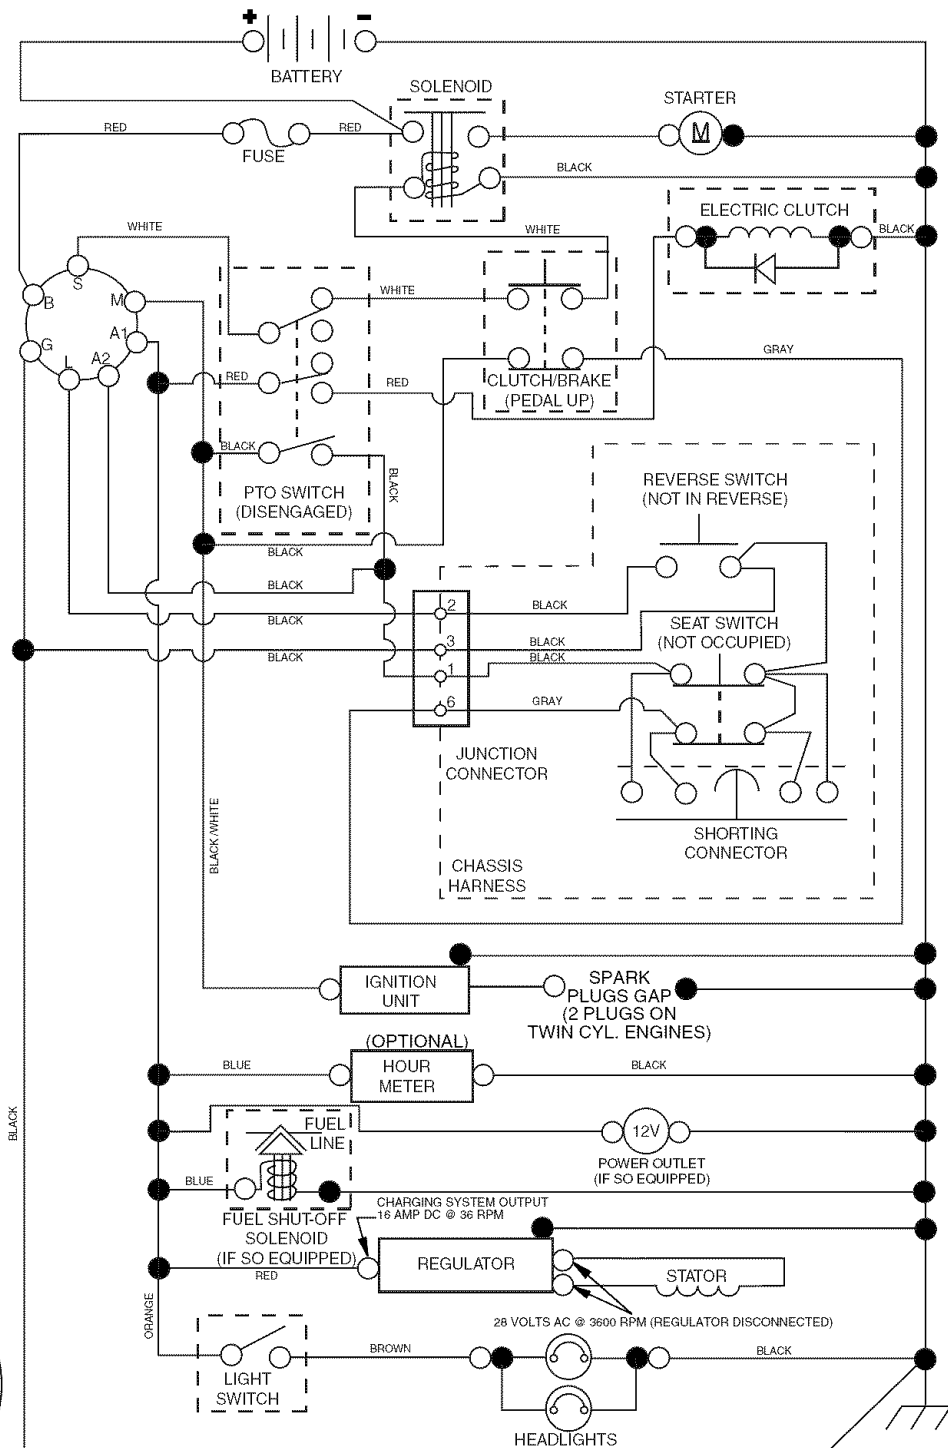 + -
BATTERY
SOLENOID
STARTER
M
RED
FUSE
RED
BLACK
ELECTRIC CLUTCH
BLACK
WHITE
WHITE
S
B
M
A1
G
L
A2
WHITE
RED
RED
GRAY
CLUTCH/BRAKE
(PEDAL UP)
BLACK
BLACK
PTO SWITCH
(DISENGAGED)
REVERSE SWITCH
(NOT IN REVERSE)
BLACK
BLACK
BLACK
2
BLACK
SEAT SWITCH
(NOT OCCUPIED)
3
BLACK
BLACK
BLACK
1
6
GRAY
JUNCTION
CONNECTOR
SHORTING
CONNECTOR
BLACK/WHITE
CHASSIS
HARNESS
IGNITION
UNIT
SPARK
PLUGS GAP
(2 PLUGS ON
TWIN CYL. ENGINES)
(OPTIONAL)
HOUR
METER
BLUE
BLACK
BLACK
FUEL
LINE
12V
POWER OUTLET
(IF SO EQUIPPED)
BLUE
CHARGING SYSTEM OUTPUT
16 AMP DC @ 36 RPM
FUEL SHUT-OFF
SOLENOID
(IF SO EQUIPPED)
RED
REGULATOR
STATOR
ORANGE
28 VOLTS AC @ 3600 RPM (REGULATOR DISCONNECTED)
BROWN
BLACK
LIGHT
SWITCH
HEADLIGHTS